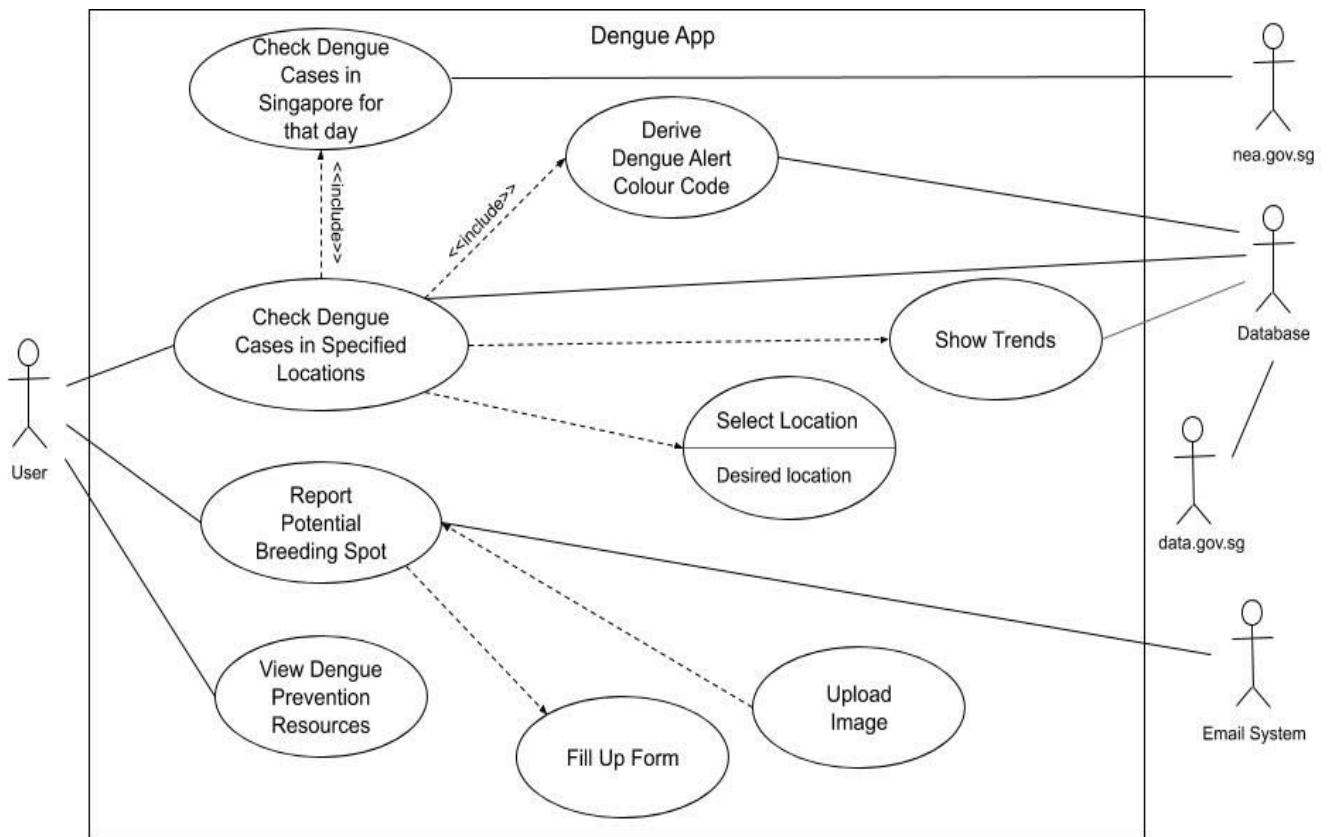 Dengue App
Check Dengue
Cases in
Singapore for
that day
nea.gov.sg
Derive
Dengue Alert
Colour Code
<<include>>
<<include>>
Check Dengue
Cases in Specified
Locations
Show Trends
Database
User
Select Location
Desired location
Report
Potential
Breeding Spot
data.gov.sg
View Dengue
Prevention
Resources
Fill Up Form
Upload
Image
Email System